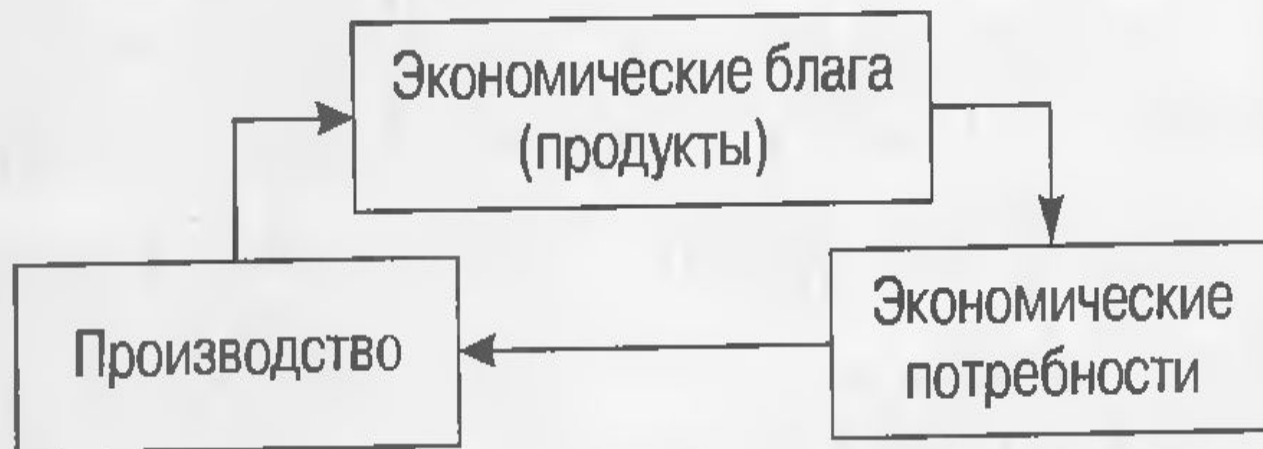 Экономические блага
(продукты)
Производство
Экономические
потребности